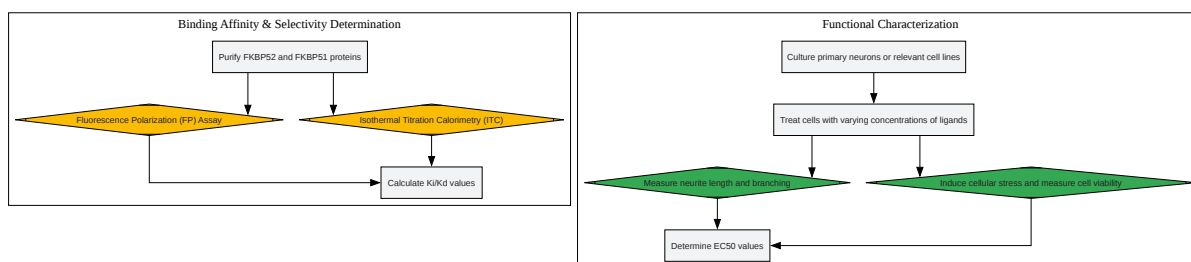 Binding Affinity & Selectivity Determination
Purify FKBP52 and FKBP51 proteins
Fluorescence Polarization (FP) Assay
Isothermal Titration Calorimetry (ITC)
Calculate Ki/Kd values
Functional Characterization
Culture primary neurons or relevant cell lines
Treat cells with varying concentrations of ligands
Measure neurite length and branching
Induce cellular stress and measure cell viability
Determine EC50 values